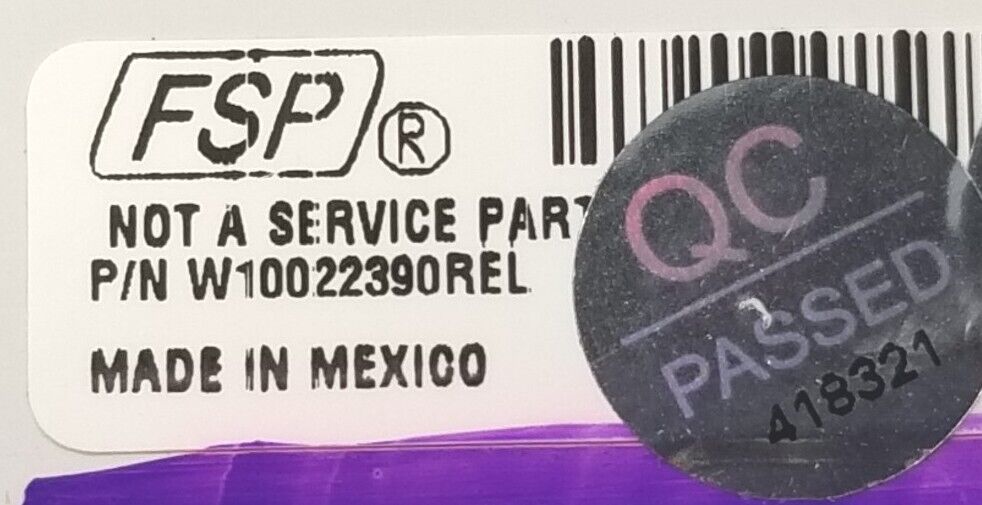 FSP ®
NOT A SERVICE PART
P/N W10022390REL
MADE IN MEXICO
QC
PASSED
418321